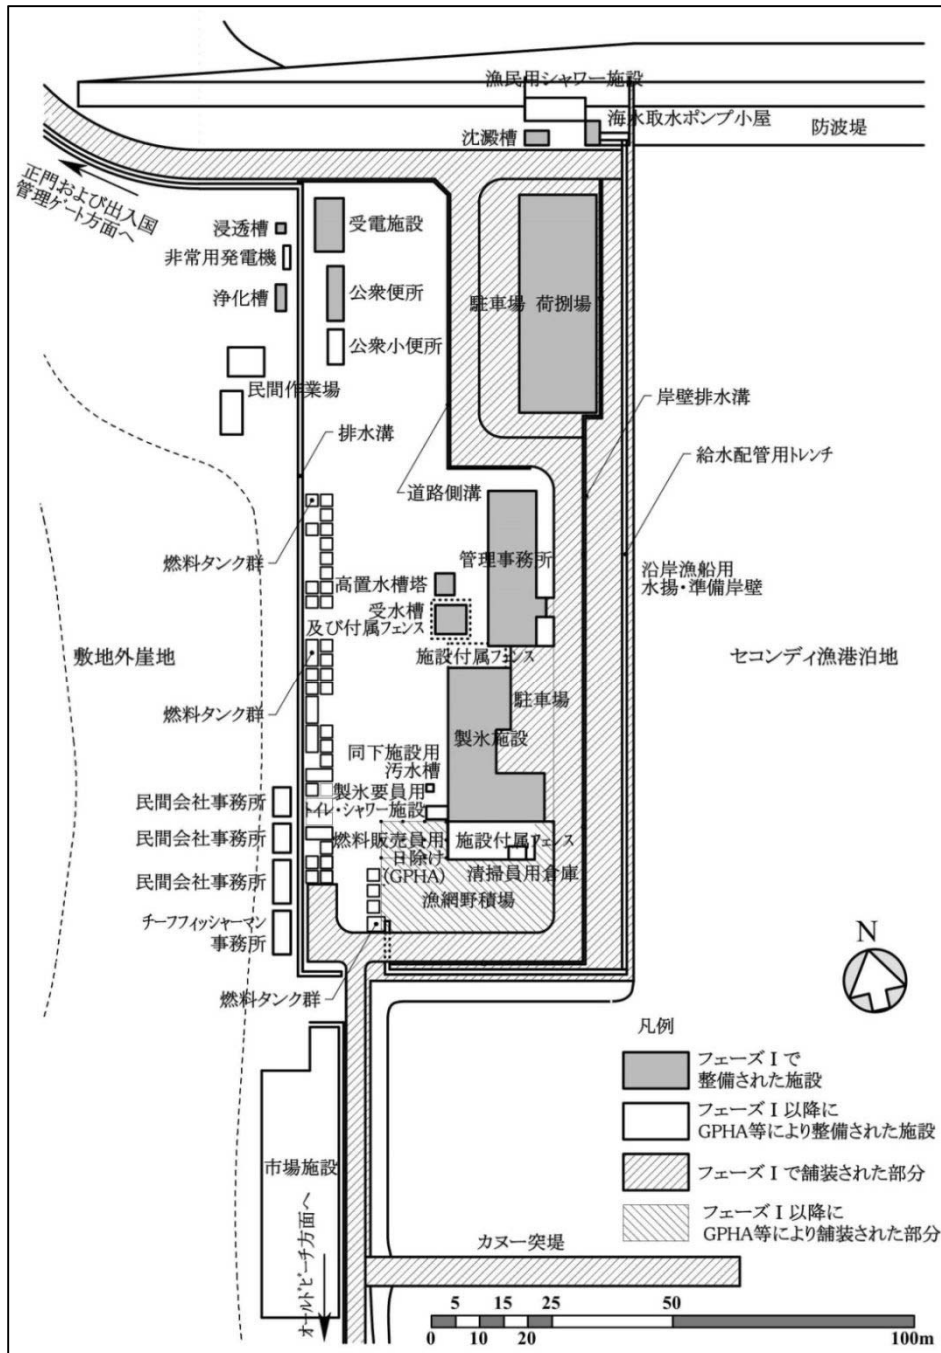 漁民用シャワー施設
海水取水ポンプ小屋
沈澱槽
防波堤
正門および出入国
管理ゲート方面へ
浸透槽
受電施設
非常用発電機
浄化槽
公衆便所
駐車場
荷捌場
公衆小便所
民間作業場
岸壁排水溝
排水溝
給水配管用トレンチ
道路側溝
燃料タンク群
管理事務所
高置水槽塔
沿岸漁船用
水揚・準備岸壁
受水槽
及び付属フェンス
敷地外崖地
施設付属フェンス
セコンディ漁港泊地
燃料タンク群
駐車場
製氷施設
同下施設用
汚水槽
民間会社事務所
製氷要員用
トイレ・シャワー施設
民間会社事務所
燃料販売員用
日除け
(GPHA)
施設付属フェンス
民間会社事務所
清掃員用倉庫
漁網野積場
チーフフィッシャーマン
事務所
N
燃料タンク群
凡例
フェーズⅠで
整備された施設
フェーズⅠ以降に
GPHA等により整備された施設
市場施設
フェーズⅠで舗装された部分
フェーズⅠ以降に
GPHA等により舗装された部分
オールドビーチ方面へ
カヌー突堤
5 15 25 50
0 10 20 100m